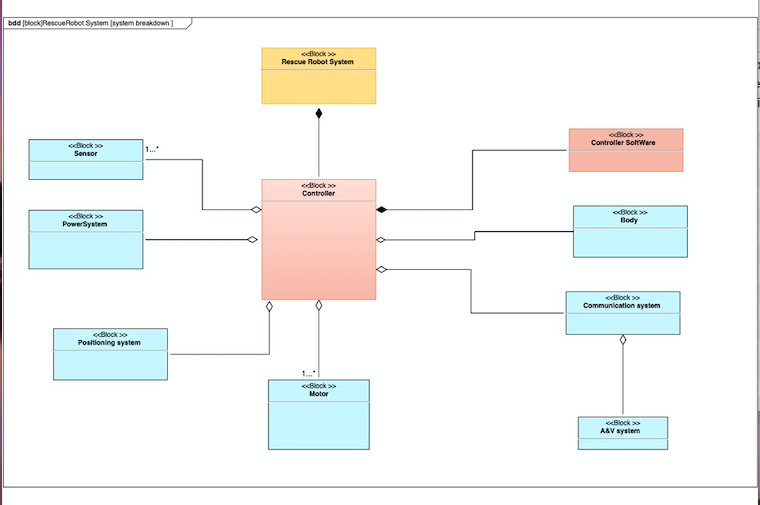 bdd [block]RescueRobot System [system breakdown ]
<<Block >>
Rescue Robot System
<<Block >>
Sensor
1...*
<<Block >>
Controller SoftWare
<<Block >>
Controller
<<Block >>
PowerSystem
<<Block >>
Body
<<Block >>
Communication system
<<Block >>
Positioning system
1...*
<<Block >>
Motor
<<Block >>
A&V system